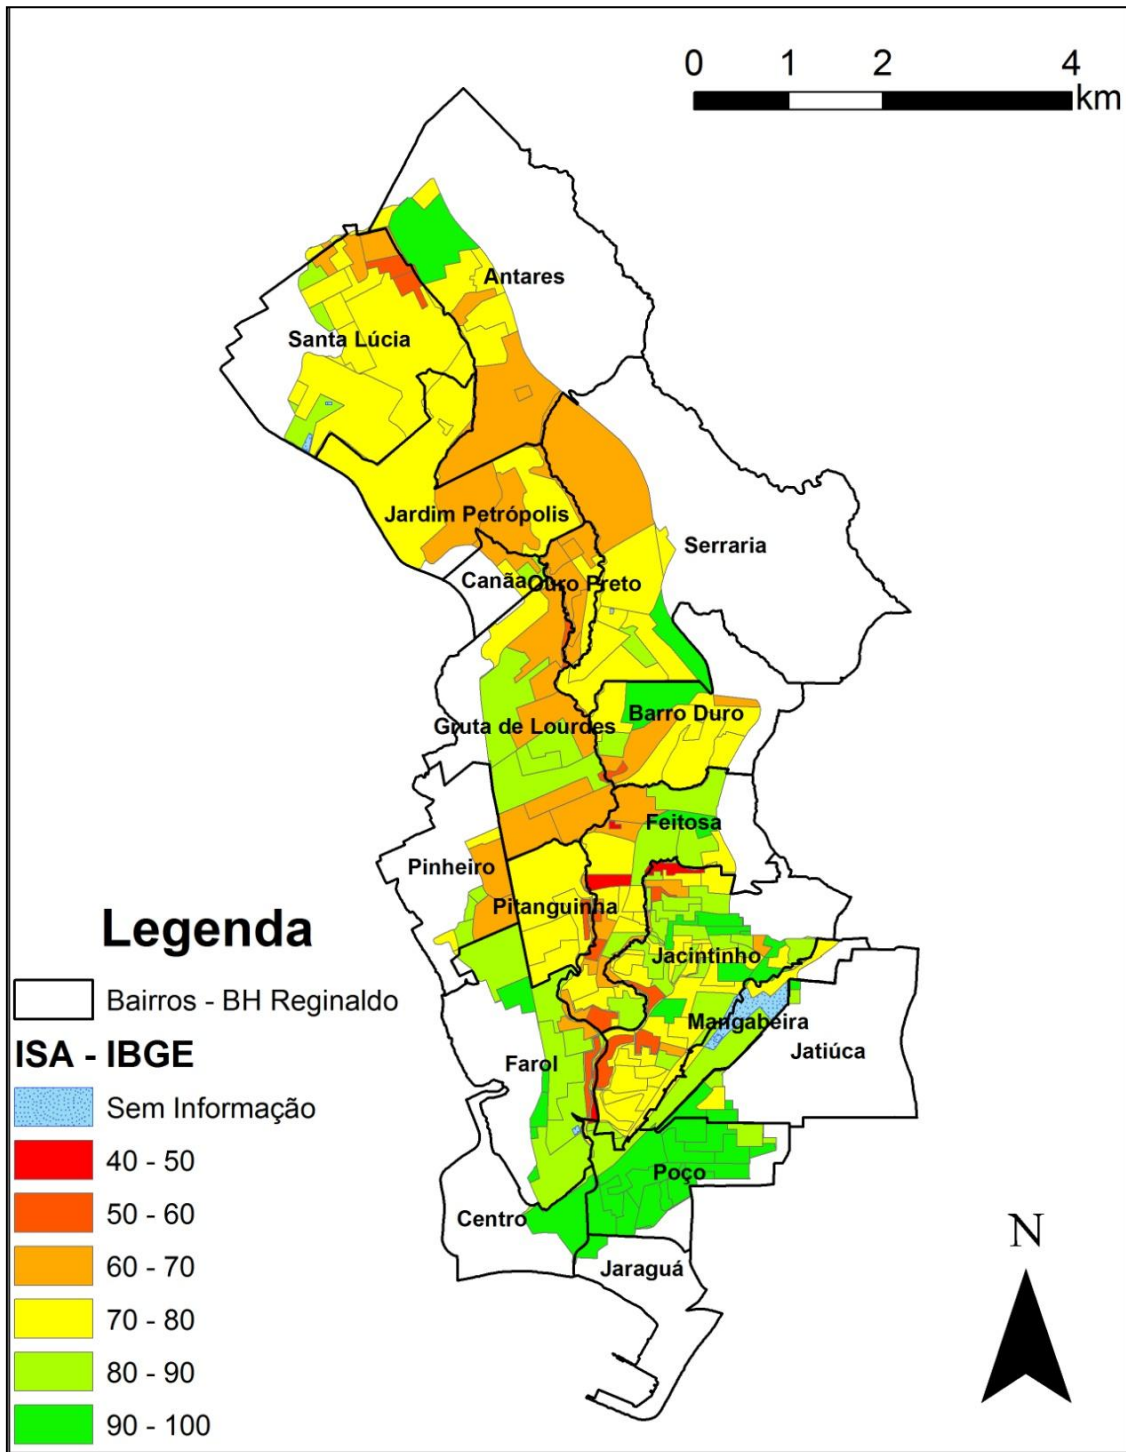 0 1 2 4
km
Antares
Santa Lúcia
Jardim Petrópolis
Serraria
Canãa
Ouro Preto
Barro Duro
Gruta de Lourdes
Feitosa
Pinheiro
Pitanguinha
Jacintinho
Mangabeira
Jatiúca
Farol
Poço
Centro
Jaraguá
N
Legenda
Bairros - BH Reginaldo
ISA - IBGE
Sem Informação
40 - 50
50 - 60
60 - 70
70 - 80
80 - 90
90 - 100